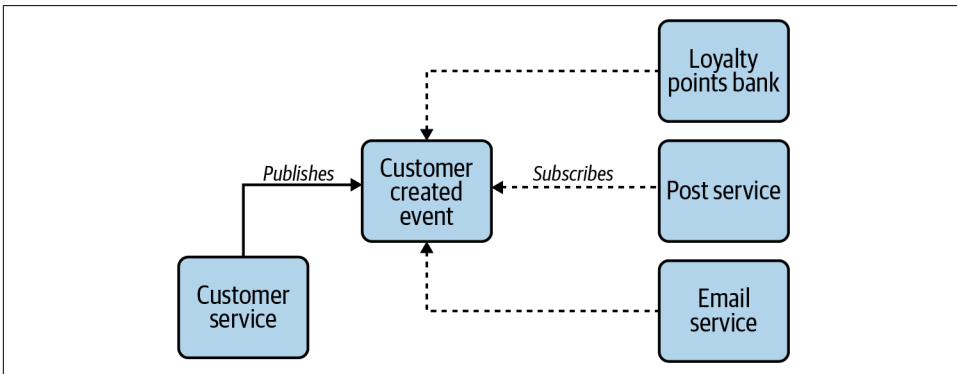 Loyalty
points bank
Publishes
Customer
created
event
Subscribes
Post service
Customer
service
Email
service